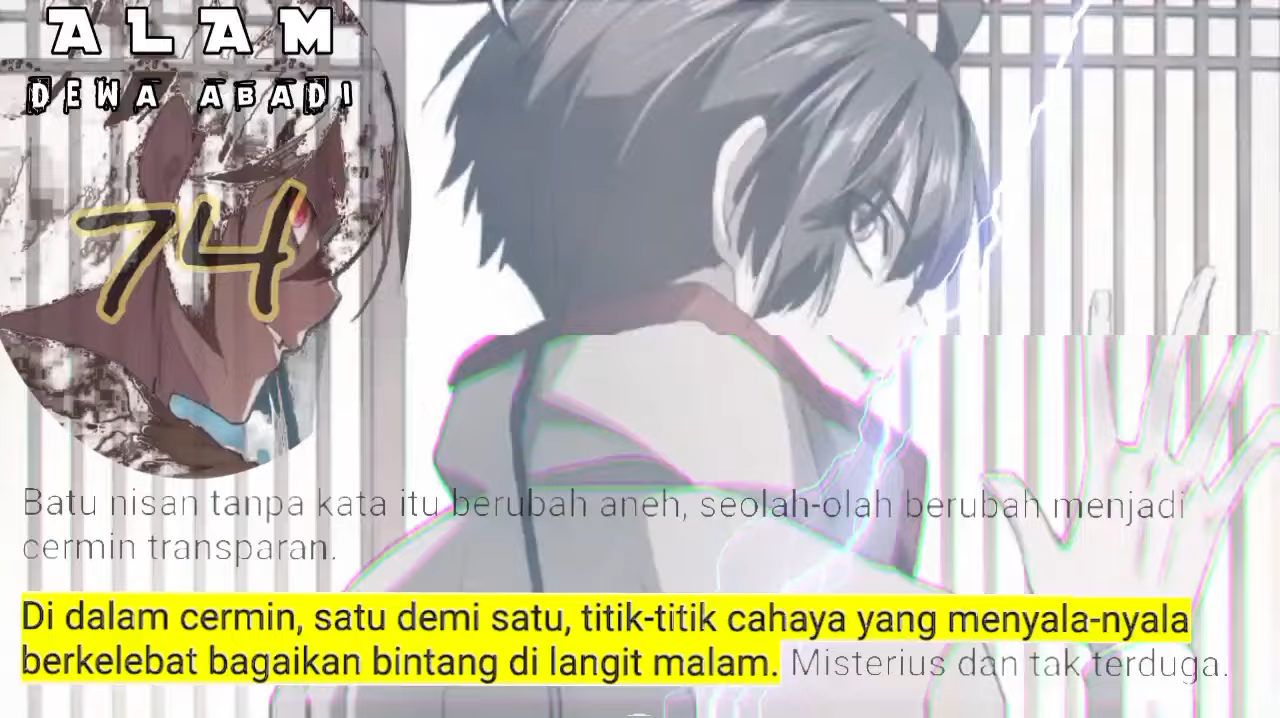 ALAM
DEWA ABADI
74
Batu nisan tanpa kata itu berubah aneh, seolah-olah berubah menjadi
cermin transparan.
Di dalam cermin, satu demi satu, titik-titik cahaya yang menyala-nyala
berkelebat bagaikan bintang di langit malam. Misterius dan tak terduga.